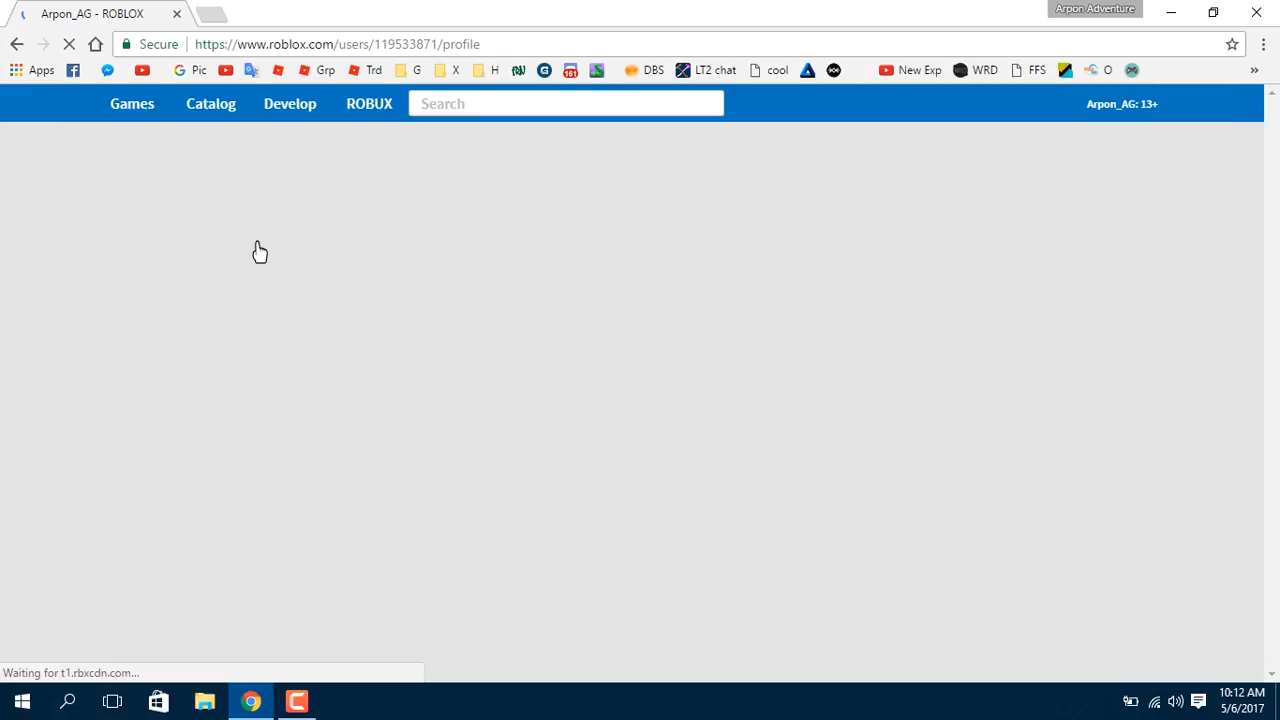 Arpon_AG - ROBLOX
Arpon Adventure
Secure https://www.roblox.com/users/119533871/profile
Apps Pic Grp Trd G X H 161 DBS LT2 chat cool New Exp WRD FFS O »
Games Catalog Develop ROBUX Search Arpon_AG: 13+
Waiting for t1.rbxcdn.com...
10:12 AM
5/6/2017